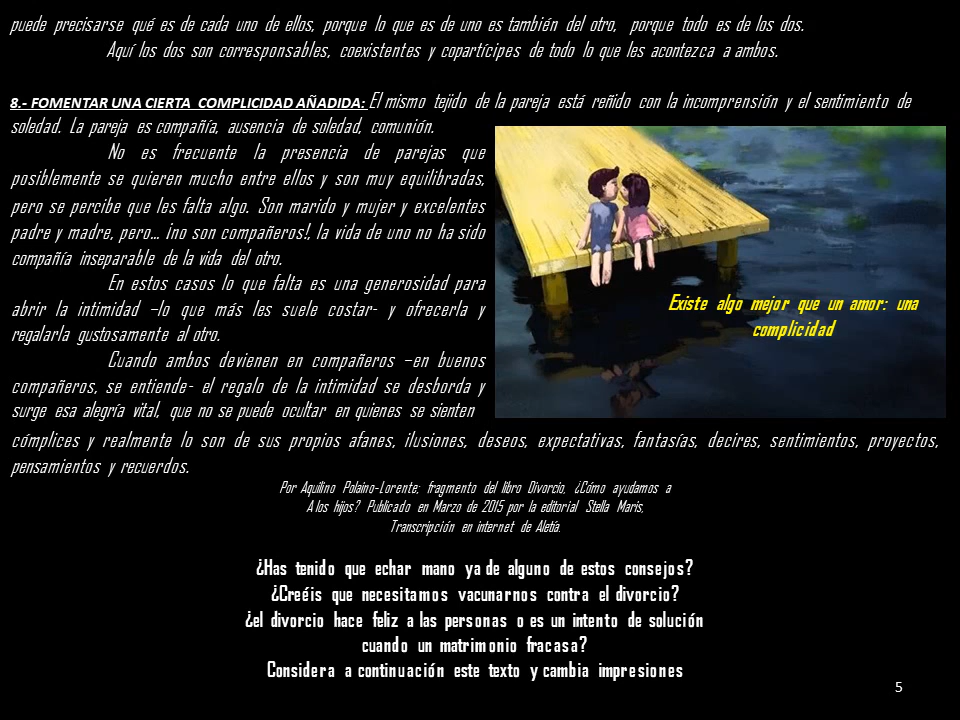 puede precisarse qué es de cada uno de ellos, porque lo que es de uno es también del otro, porque todo es de los dos.
Aquí los dos son corresponsables, coexistentes y copartícipes de todo lo que les acontezca a ambos.
8.- FOMENTAR UNA CIERTA COMPLICIDAD AÑADIDA: El mismo tejido de la pareja está reñido con la incomprensión y el sentimiento de
soledad. La pareja es compañía, ausencia de soledad, comunión.
No es frecuente la presencia de parejas que
posiblemente se quieren mucho entre ellos y son muy equilibradas,
pero se percibe que les falta algo. Son marido y mujer y excelentes
padre y madre, pero... ¡no son compañeros!, la vida de uno no ha sido
compañía inseparable de la vida del otro.
En estos casos lo que falta es una generosidad para
abrir la intimidad –lo que más les suele costar- y ofrecerla y
regalarla gustosamente al otro.
Cuando ambos devienen en compañeros –en buenos
compañeros, se entiende- el regalo de la intimidad se desborda y
surge esa alegría vital, que no se puede ocultar en quienes se sienten
cómplices y realmente lo son de sus propios afanes, ilusiones, deseos, expectativas, fantasías, decires, sentimientos, proyectos,
pensamientos y recuerdos.
Existe algo mejor que un amor: una
complicidad
Por Aquilino Polaino-Lorente; fragmento del libro Divorcio, ¿Cómo ayudamos a
A los hijos? Publicado en Marzo de 2015 por la editorial Stella Maris,
Transcripción en internet de Aletia.
¿Has tenido que echar mano ya de alguno de estos consejos?
¿Creéis que necesitamos vacunarnos contra el divorcio?
¿el divorcio hace feliz a las personas o es un intento de solución
cuando un matrimonio fracasa?
Considera a continuación este texto y cambia impresiones
5